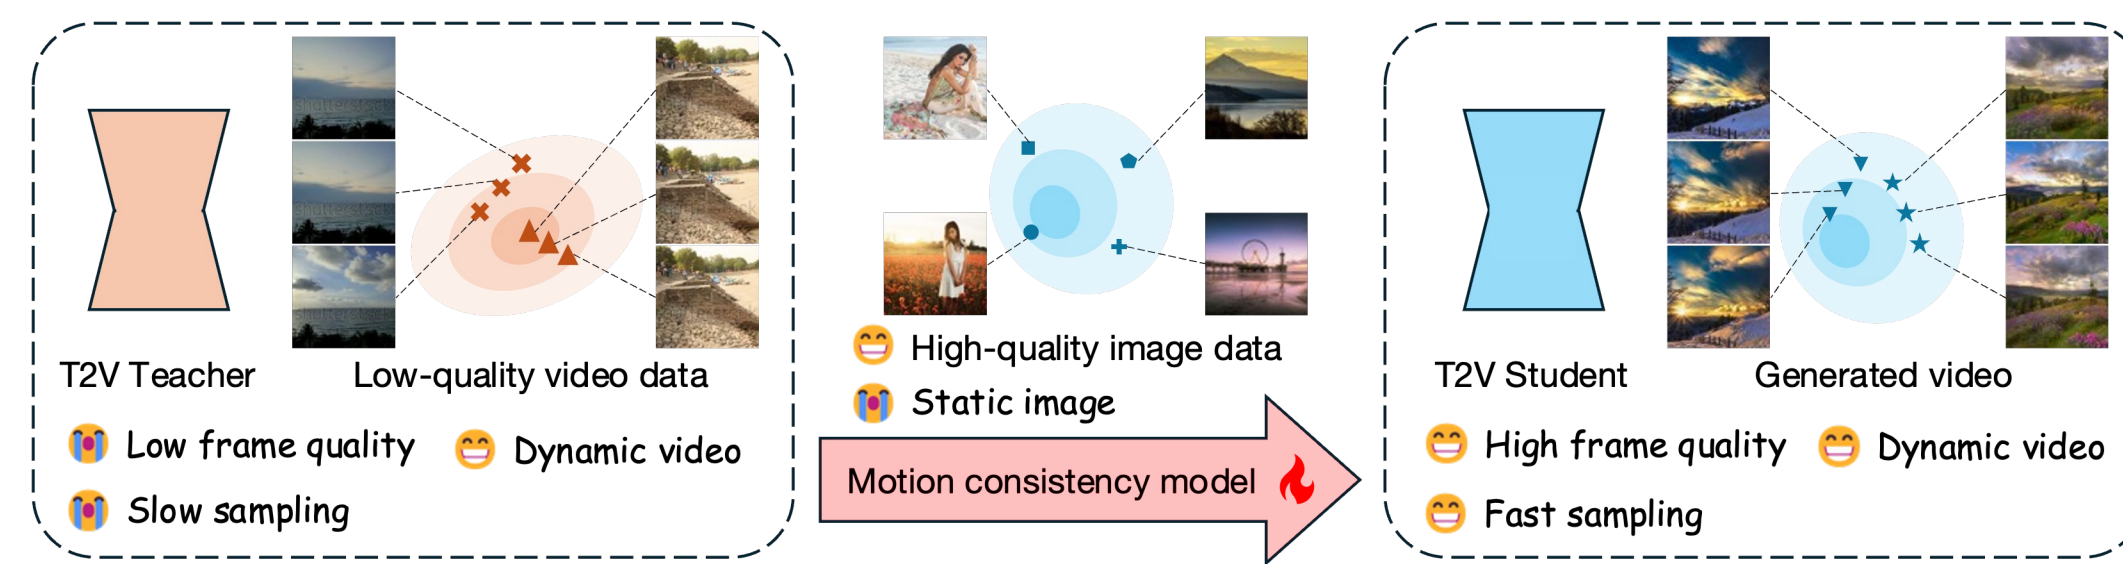 T2V Teacher
Low-quality video data
Low frame quality
Dynamic video
Slow sampling
High-quality image data
Static image
Motion consistency model
T2V Student
Generated video
High frame quality
Dynamic video
Fast sampling